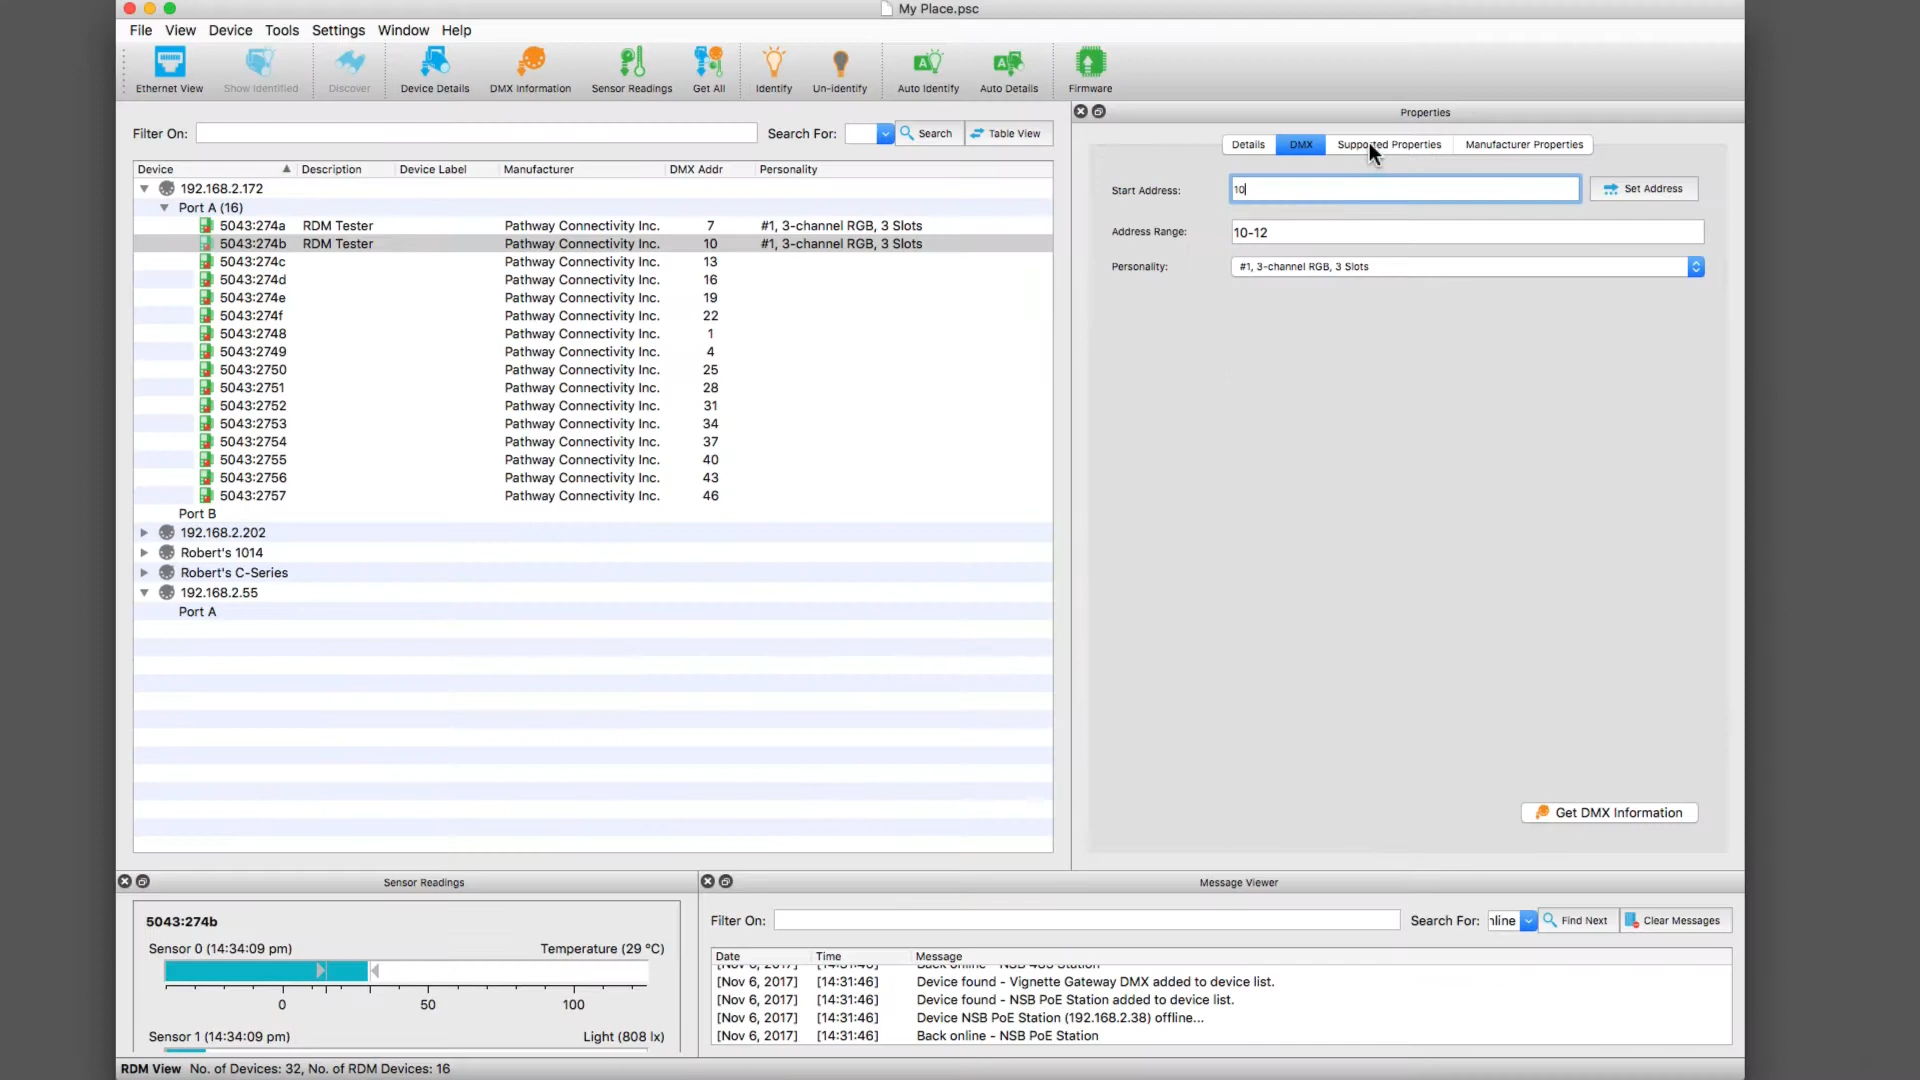 My Place.psc
File View Device Tools Settings Window Help
Ethernet View Show Identified Discover Device Details DMX Information Sensor Readings Get All Identify Un-identify Auto Identify Auto Details Firmware
Filter On: Search For: Search Table View
Device Description Device Label Manufacturer DMX Addr Personality
192.168.2.172
Port A (16)
5043:274a RDM Tester Pathway Connectivity Inc. 7 #1, 3-channel RGB, 3 Slots
5043:274b RDM Tester Pathway Connectivity Inc. 10 #1, 3-channel RGB, 3 Slots
5043:274c Pathway Connectivity Inc. 13
5043:274d Pathway Connectivity Inc. 16
5043:274e Pathway Connectivity Inc. 19
5043:274f Pathway Connectivity Inc. 22
5043:2748 Pathway Connectivity Inc. 1
5043:2749 Pathway Connectivity Inc. 4
5043:2750 Pathway Connectivity Inc. 25
5043:2751 Pathway Connectivity Inc. 28
5043:2752 Pathway Connectivity Inc. 31
5043:2753 Pathway Connectivity Inc. 34
5043:2754 Pathway Connectivity Inc. 37
5043:2755 Pathway Connectivity Inc. 40
5043:2756 Pathway Connectivity Inc. 43
5043:2757 Pathway Connectivity Inc. 46
Port B
192.168.2.202
Robert's 1014
Robert's C-Series
192.168.2.55
Port A
Properties
Details DMX Supported Properties Manufacturer Properties
Start Address: 10 Set Address
Address Range: 10-12
Personality: #1, 3-channel RGB, 3 Slots
Get DMX Information
Sensor Readings
5043:274b
Sensor 0 (14:34:09 pm) Temperature (29 °C)
0 50 100
Sensor 1 (14:34:09 pm) Light (808 lx)
Message Viewer
Filter On: Search For: nline Find Next Clear Messages
Date Time Message
[Nov 6, 2017] [14:31:46] Back online - NSB 485 Station
[Nov 6, 2017] [14:31:46] Device found - Vignette Gateway DMX added to device list.
[Nov 6, 2017] [14:31:46] Device found - NSB PoE Station added to device list.
[Nov 6, 2017] [14:31:46] Device NSB PoE Station (192.168.2.38) offline...
[Nov 6, 2017] [14:31:46] Back online - NSB PoE Station
RDM View No. of Devices: 32, No. of RDM Devices: 16